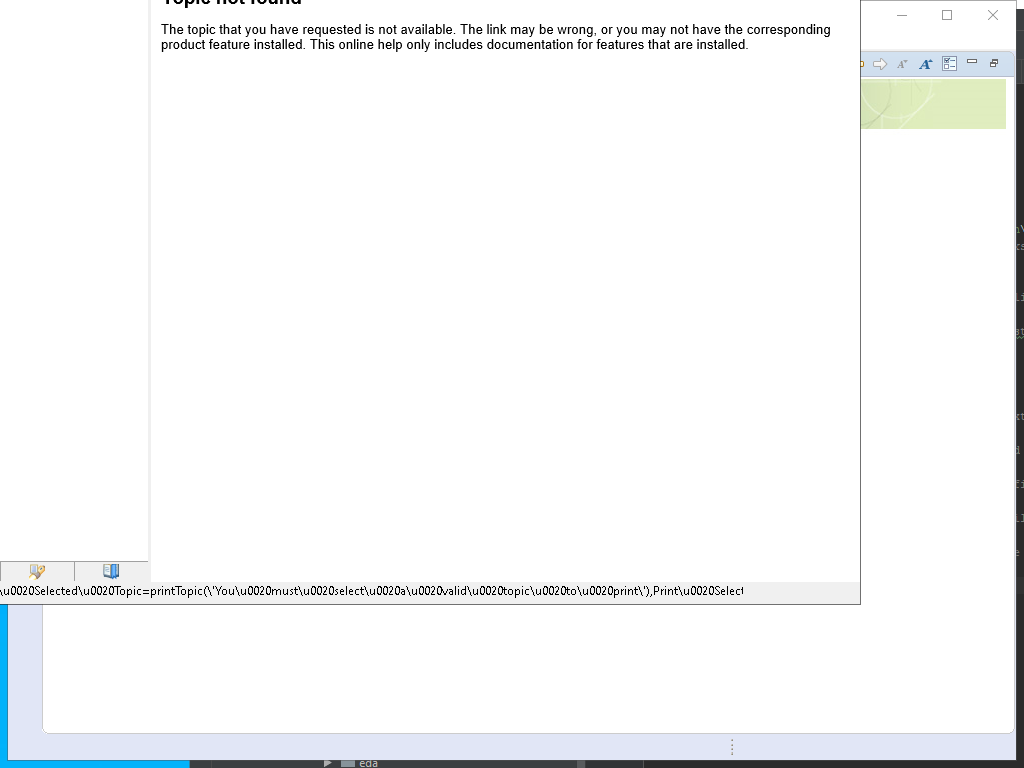 Topic not found
The topic that you have requested is not available. The link may be wrong, or you may not have the corresponding
product feature installed. This online help only includes documentation for features that are installed.
\u0020Selected\u0020Topic=printTopic(\'You\u0020must\u0020select\u0020a\u0020valid\u0020topic\u0020to\u0020print\'),Print\u0020Select
eda